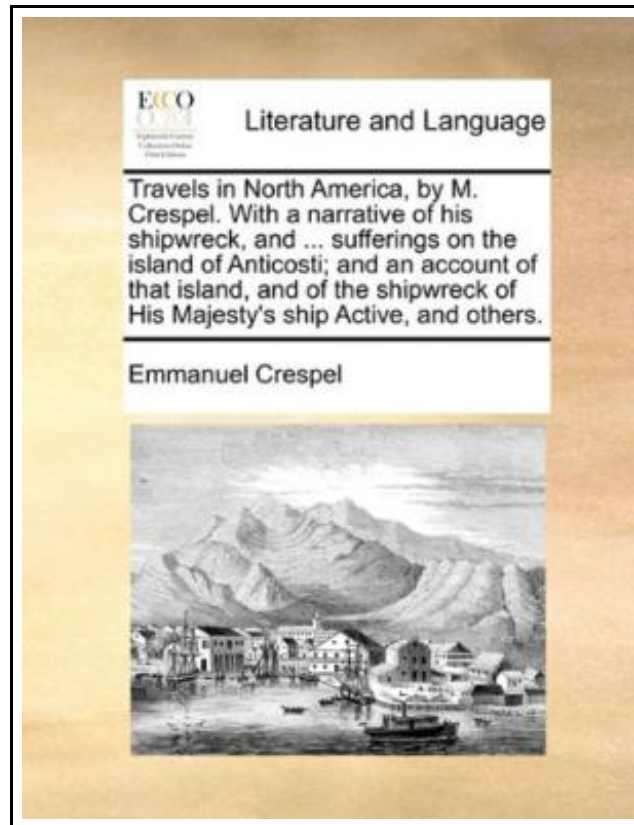 ECCO
Literature and Language
Travels in North America, by M.
Crespel. With a narrative of his
shipwreck, and ... sufferings on the
island of Anticosti; and an account of
that island, and of the shipwreck of
His Majesty's ship Active, and others.
Emmanuel Crespel